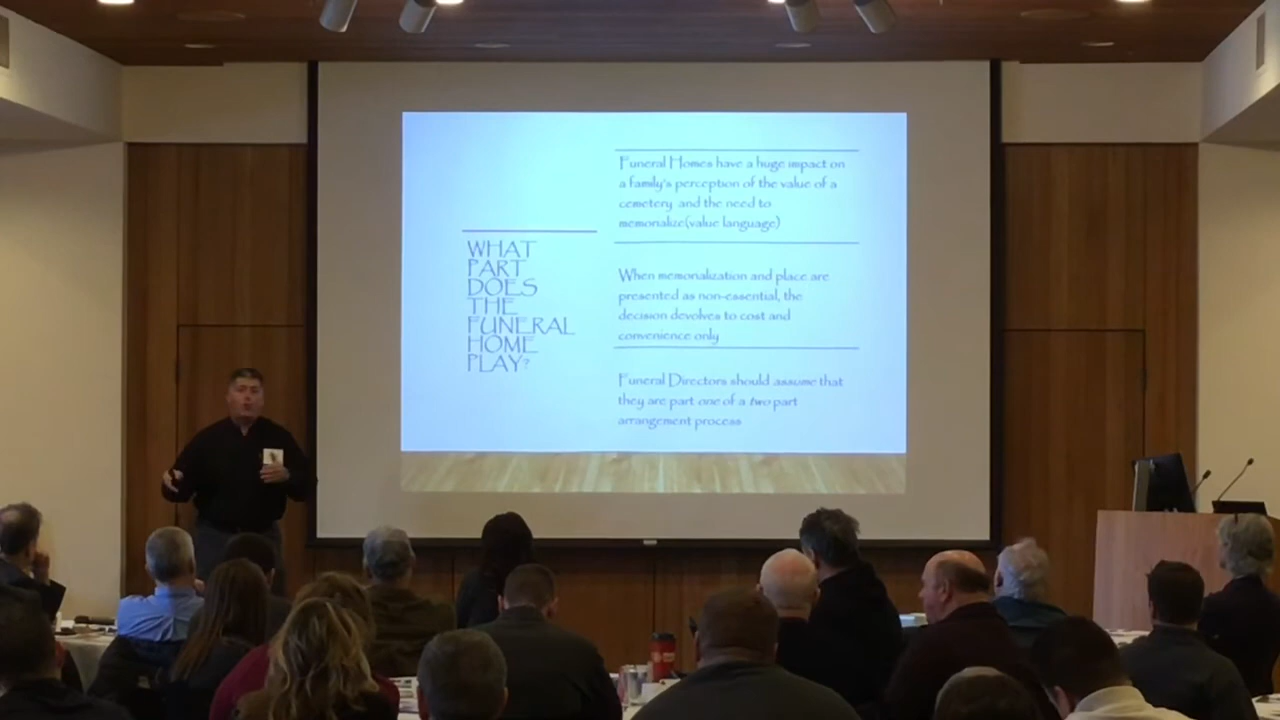 WHAT
PART
DOES
THE
FUNERAL
HOME
PLAY?
Funeral Homes have a huge impact on
a family's perception of the value of a
cemetery and the need to
memorialize(value language)
When memorialization and place are
presented as non-essential, the
decision devolves to cost and
convenience only
Funeral Directors should assume that
they are part one of a two part
arrangement process